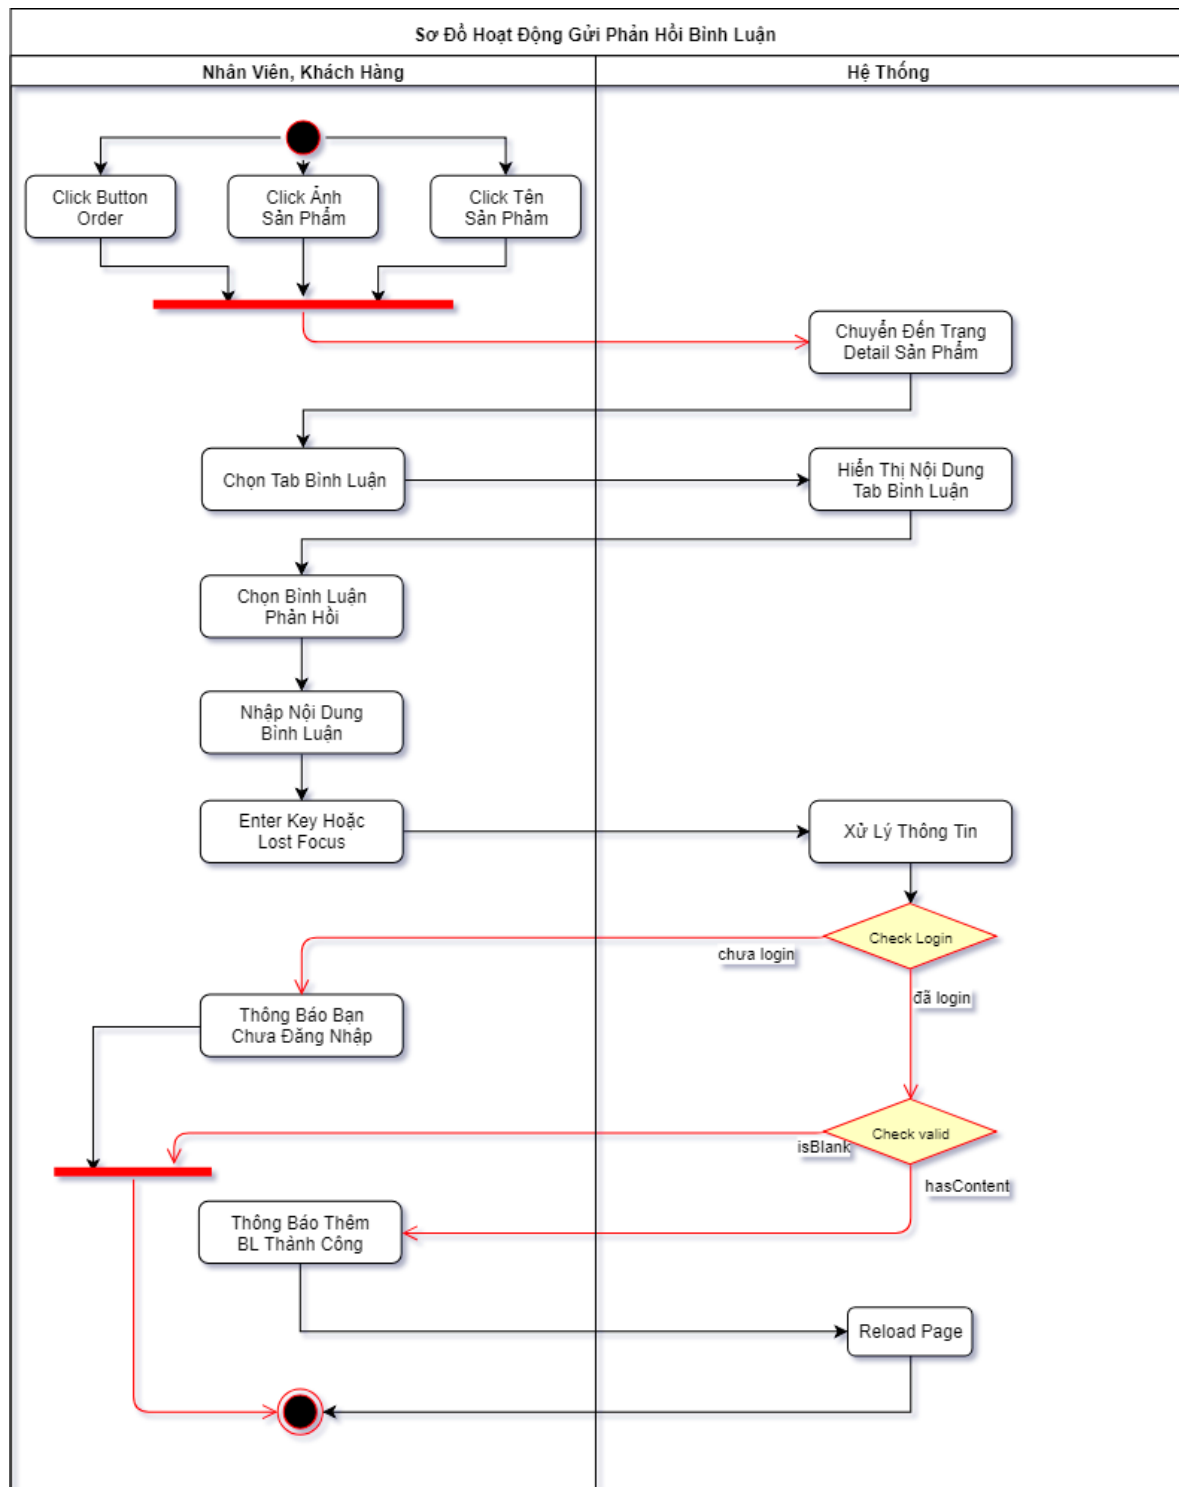 Sơ Đồ Hoạt Động Gửi Phản Hồi Bình Luận
Nhân Viên, Khách Hàng
Hệ Thống
Click Button
Order
Click Ảnh
Sản Phẩm
Click Tên
Sản Phảm
Chuyển Đến Trang
Detail Sản Phẩm
Chọn Tab Bình Luận
Hiển Thị Nội Dung
Tab Bình Luận
Chọn Bình Luận
Phản Hồi
Nhập Nội Dung
Bình Luận
Enter Key Hoặc
Lost Focus
Xử Lý Thông Tin
Check Login
chưa login
đã login
Thông Báo Bạn
Chưa Đăng Nhập
Check valid
isBlank
hasContent
Thông Báo Thêm
BL Thành Công
Reload Page